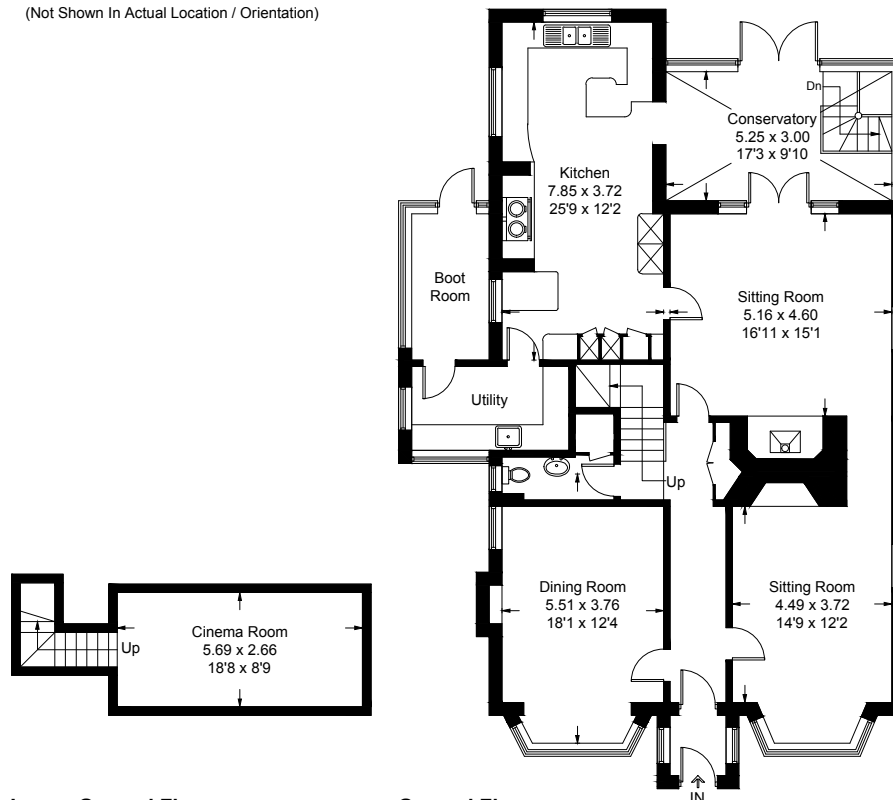 (Not Shown In Actual Location / Orientation)
Dn
Conservatory
5.25 x 3.00
17'3 x 9'10
Kitchen
7.85 x 3.72
25'9 x 12'2
Boot
Room
Sitting Room
5.16 x 4.60
16'11 x 15'1
Utility
Up
Dining Room
5.51 x 3.76
18'1 x 12'4
Sitting Room
4.49 x 3.72
14'9 x 12'2
Cinema Room
5.69 x 2.66
18'8 x 8'9
Up
IN